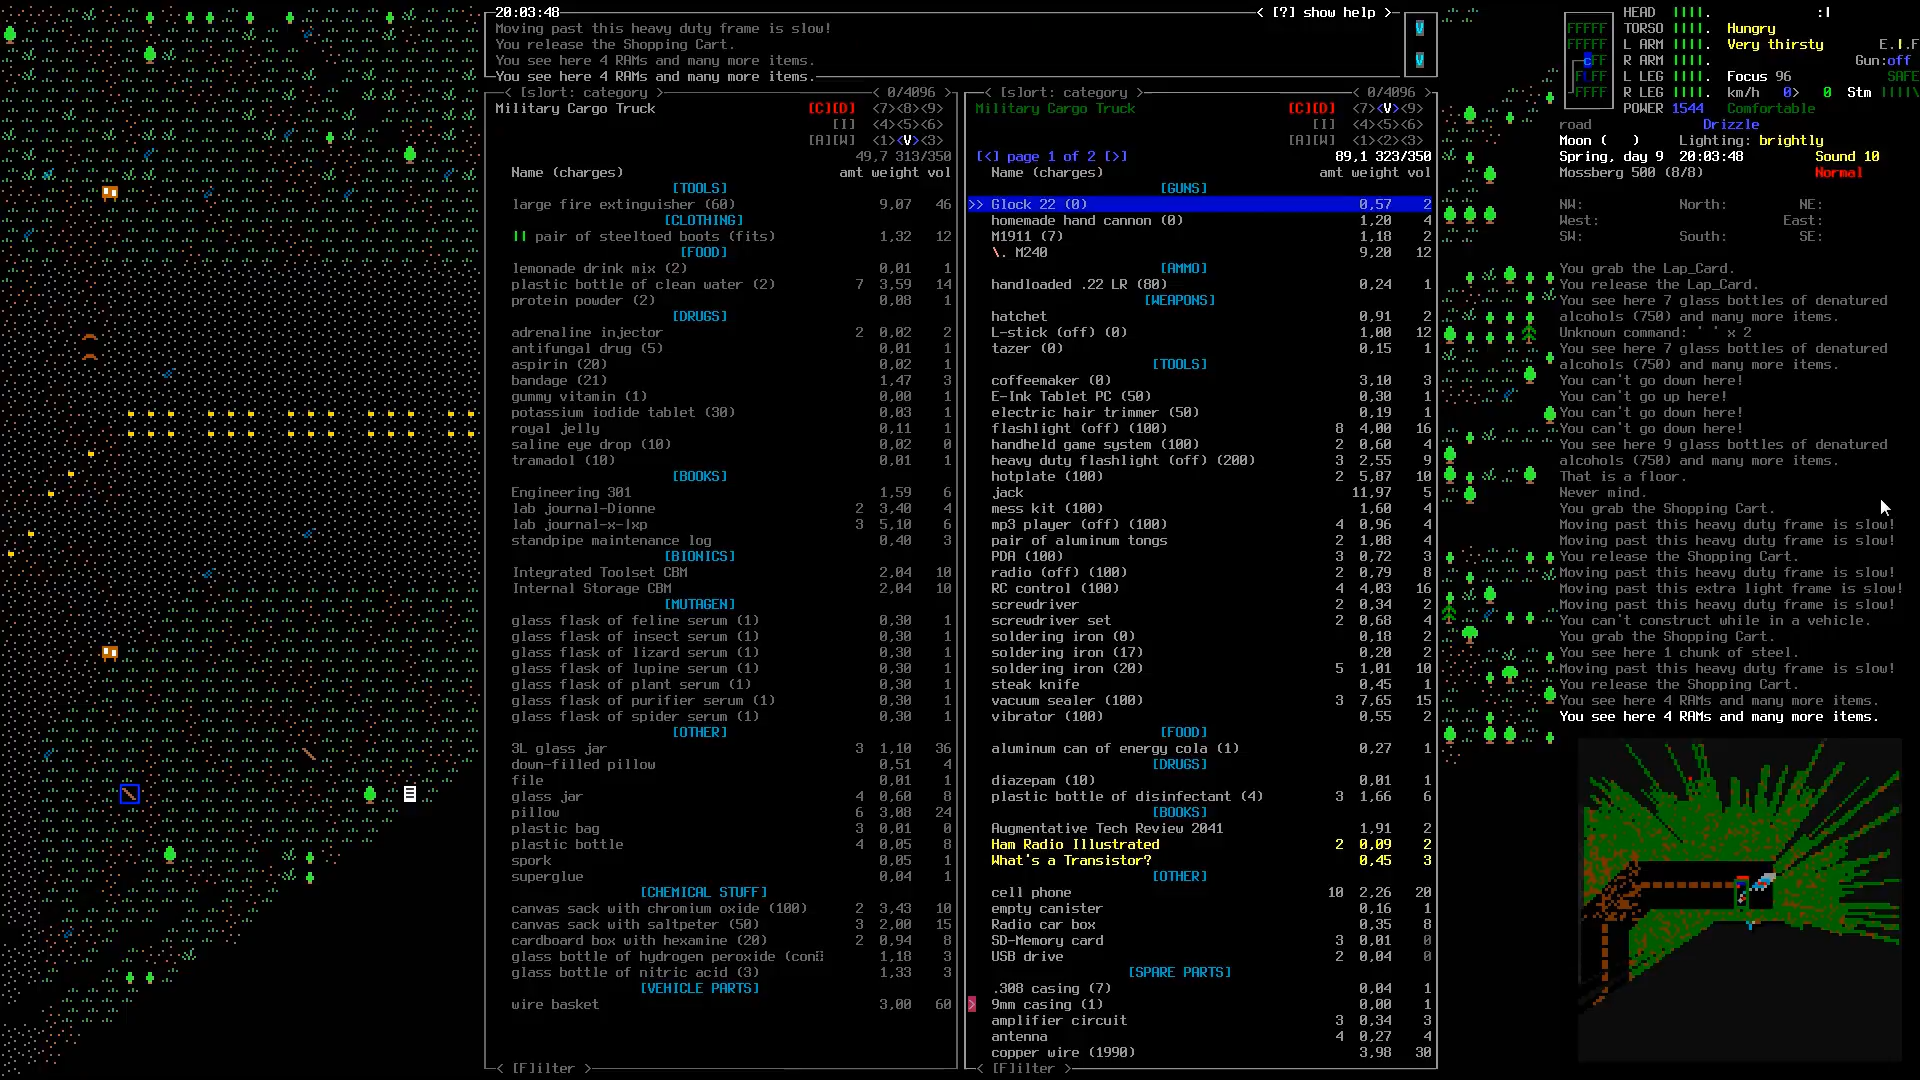 20:03:48 < [?] show help >
Moving past this heavy duty frame is slow!
You release the Shopping Cart.
You see here 4 RAMs and many more items.
You see here 4 RAMs and many more items.
V
V
< [s]ort: category > < 0/4096 >
Military Cargo Truck [C][D] <7><8><9>
[I] <4><5><6>
[A][W] <1><V><3>
49,7 313/350
Name (charges) amt weight vol
[TOOLS]
large fire extinguisher (60) 9,07 46
[CLOTHING]
|| pair of steeltoed boots (fits) 1,32 12
[FOOD]
lemonade drink mix (2) 0,01 1
plastic bottle of clean water (2) 7 3,59 14
protein powder (2) 0,08 1
[DRUGS]
adrenaline injector 2 0,02 2
antifungal drug (5) 0,01 1
aspirin (20) 0,02 1
bandage (21) 1,47 3
gummy vitamin (1) 0,00 1
potassium iodide tablet (30) 0,03 1
royal jelly 0,11 1
saline eye drop (10) 0,02 0
tramadol (10) 0,01 1
[BOOKS]
Engineering 301 1,59 6
lab journal-Dionne 2 3,40 4
lab journal-x-lxp 3 5,10 6
standpipe maintenance log 0,40 3
[BIONICS]
Integrated Toolset CBM 2,04 10
Internal Storage CBM 2,04 10
[MUTAGEN]
glass flask of feline serum (1) 0,30 1
glass flask of insect serum (1) 0,30 1
glass flask of lizard serum (1) 0,30 1
glass flask of lupine serum (1) 0,30 1
glass flask of plant serum (1) 0,30 1
glass flask of purifier serum (1) 0,30 1
glass flask of spider serum (1) 0,30 1
[OTHER]
3L glass jar 3 1,10 36
down-filled pillow 0,51 4
file 0,01 1
glass jar 4 0,60 8
pillow 6 3,08 24
plastic bag 3 0,01 0
plastic bottle 4 0,05 8
spork 0,05 1
superglue 0,04 1
[CHEMICAL STUFF]
canvas sack with chromium oxide (100) 2 3,43 10
canvas sack with saltpeter (50) 3 2,00 15
cardboard box with hexamine (20) 2 0,94 8
glass bottle of hydrogen peroxide (con 1,18 3
glass bottle of nitric acid (3) 1,33 3
[VEHICLE PARTS]
wire basket 3,00 60
< [F]ilter >
< [s]ort: category > < 0/4096 >
Military Cargo Truck [C][D] <7><V><9>
[I] <4><5><6>
[A][W] <1><2><3>
[<] page 1 of 2 [>] 89,1 323/350
Name (charges) amt weight vol
[GUNS]
>> Glock 22 (0) 0,57 2
homemade hand cannon (0) 1,20 4
M1911 (7) 1,18 2
\. M240 9,20 12
[AMMO]
handloaded .22 LR (80) 0,24 1
[WEAPONS]
hatchet 0,91 2
L-stick (off) (0) 1,00 12
tazer (0) 0,15 1
[TOOLS]
coffeemaker (0) 3,10 3
E-Ink Tablet PC (50) 0,30 1
electric hair trimmer (50) 0,19 1
flashlight (off) (100) 8 4,00 16
handheld game system (100) 2 0,60 4
heavy duty flashlight (off) (200) 3 2,55 9
hotplate (100) 2 5,87 10
jack 11,97 5
mess kit (100) 1,60 4
mp3 player (off) (100) 4 0,96 4
pair of aluminum tongs 2 1,08 4
PDA (100) 3 0,72 3
radio (off) (100) 2 0,79 8
RC control (100) 4 4,03 16
screwdriver 2 0,34 2
screwdriver set 2 0,68 4
soldering iron (0) 0,18 2
soldering iron (17) 0,20 2
soldering iron (20) 5 1,01 10
steak knife 0,45 1
vacuum sealer (100) 3 7,65 15
vibrator (100) 0,55 2
[FOOD]
aluminum can of energy cola (1) 0,27 1
[DRUGS]
diazepam (10) 0,01 1
plastic bottle of disinfectant (4) 3 1,66 6
[BOOKS]
Augmentative Tech Review 2041 1,91 2
Ham Radio Illustrated 2 0,09 2
What's a Transistor? 0,45 3
[OTHER]
cell phone 10 2,26 20
empty canister 0,16 1
Radio car box 0,35 8
SD-Memory card 3 0,01 0
USB drive 2 0,04 0
[SPARE PARTS]
.308 casing (7) 0,04 1
> 9mm casing (1) 0,00 1
amplifier circuit 3 0,34 3
antenna 4 0,27 4
copper wire (1990) 3,98 30
< [F]ilter >
FFFFF
FFFFF
cFF
F FF
FFFF
HEAD ||||. :|
TORSO ||||. Hungry
L ARM ||||. Very thirsty E.I.F
R ARM ||||. Gun:off
L LEG ||||. Focus 96 SAFE
R LEG ||||. km/h 0> 0 Stm ||||\
POWER 1544 Comfortable
road Drizzle
Moon ( ) Lighting: brightly
Spring, day 9 20:03:48 Sound 10
Mossberg 500 (8/8) Normal
NW: North: NE:
West: East:
SW: South: SE:
You grab the Lap_Card.
You release the Lap_Card.
You see here 7 glass bottles of denatured
alcohols (750) and many more items.
Unknown command: ' ' x 2
You see here 7 glass bottles of denatured
alcohols (750) and many more items.
You can't go down here!
You can't go up here!
You can't go down here!
You can't go down here!
You see here 9 glass bottles of denatured
alcohols (750) and many more items.
That is a floor.
Never mind.
You grab the Shopping Cart.
Moving past this heavy duty frame is slow!
Moving past this heavy duty frame is slow!
You release the Shopping Cart.
Moving past this heavy duty frame is slow!
Moving past this extra light frame is slow!
Moving past this heavy duty frame is slow!
You can't construct while in a vehicle.
You grab the Shopping Cart.
You see here 1 chunk of steel.
Moving past this heavy duty frame is slow!
You release the Shopping Cart.
You see here 4 RAMs and many more items.
You see here 4 RAMs and many more items.